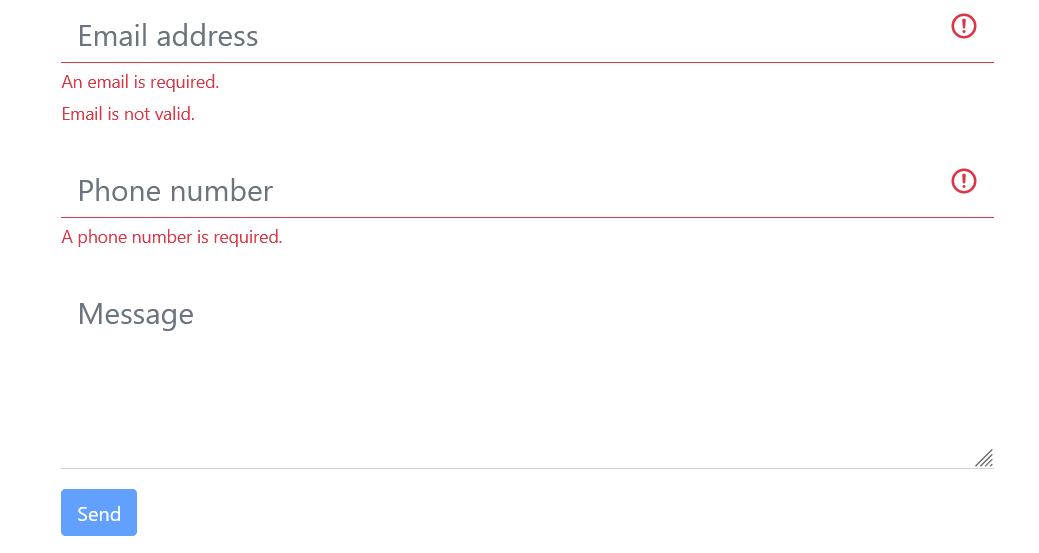 Email address
An email is required.
Email is not valid.
Phone number
A phone number is required.
Message
Send